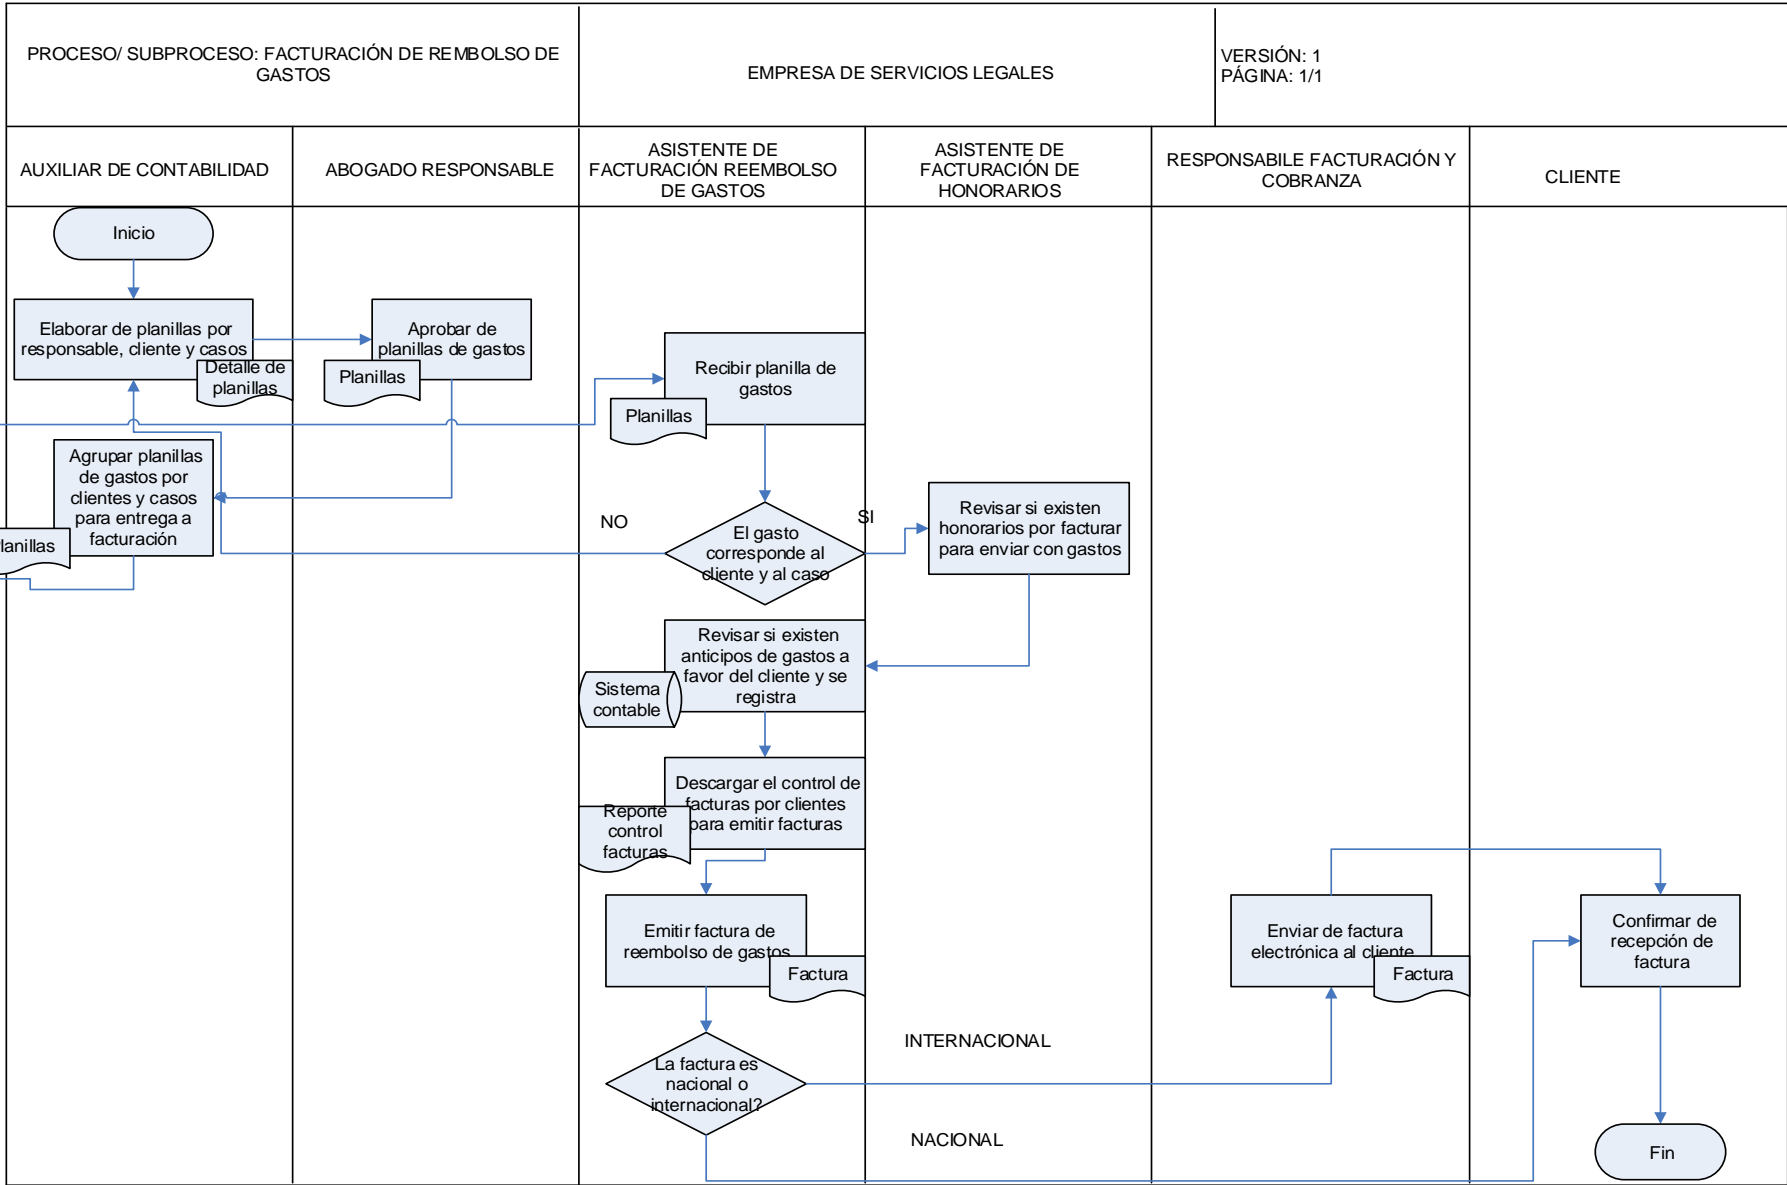 PROCESO/ SUBPROCESO: FACTURACIÓN DE REMBOLSO DE
GASTOS
EMPRESA DE SERVICIOS LEGALES
VERSIÓN: 1
PÁGINA: 1/1
AUXILIAR DE CONTABILIDAD
ABOGADO RESPONSABLE
ASISTENTE DE
FACTURACIÓN REEMBOLSO
DE GASTOS
ASISTENTE DE
FACTURACIÓN DE
HONORARIOS
RESPONSABILE FACTURACIÓN Y
COBRANZA
CLIENTE
Inicio
Elaborar de planillas por
responsable, cliente y casos
Detalle de
planillas
Aprobar de
planillas de gastos
Planillas
Recibir planilla de
gastos
Planillas
Agrupar planillas
de gastos por
clientes y casos
para entrega a
facturación
lanillas
NO
El gasto
corresponde al
cliente y al caso
SI
Revisar si existen
honorarios por facturar
para enviar con gastos
Revisar si existen
anticipos de gastos a
favor del cliente y se
registra
Sistema
contable
Descargar el control de
facturas por clientes
para emitir facturas
Reporte
control
facturas
Emitir factura de
reembolso de gastos
Factura
Enviar de factura
electrónica al cliente
Factura
Confirmar de
recepción de
factura
La factura es
nacional o
internacional?
INTERNACIONAL
NACIONAL
Fin